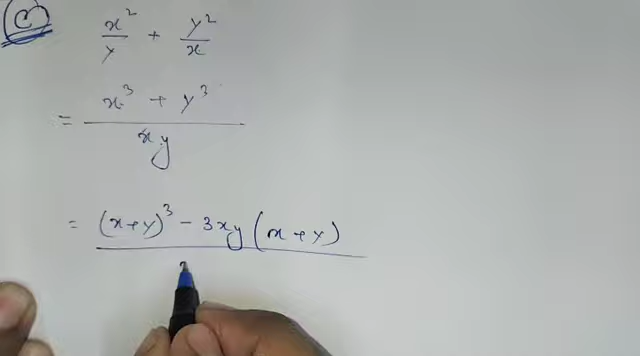 (c) x²/y + y²/x
= (x³ + y³)/(xy)
= (x+y)³ - 3xy(x+y)